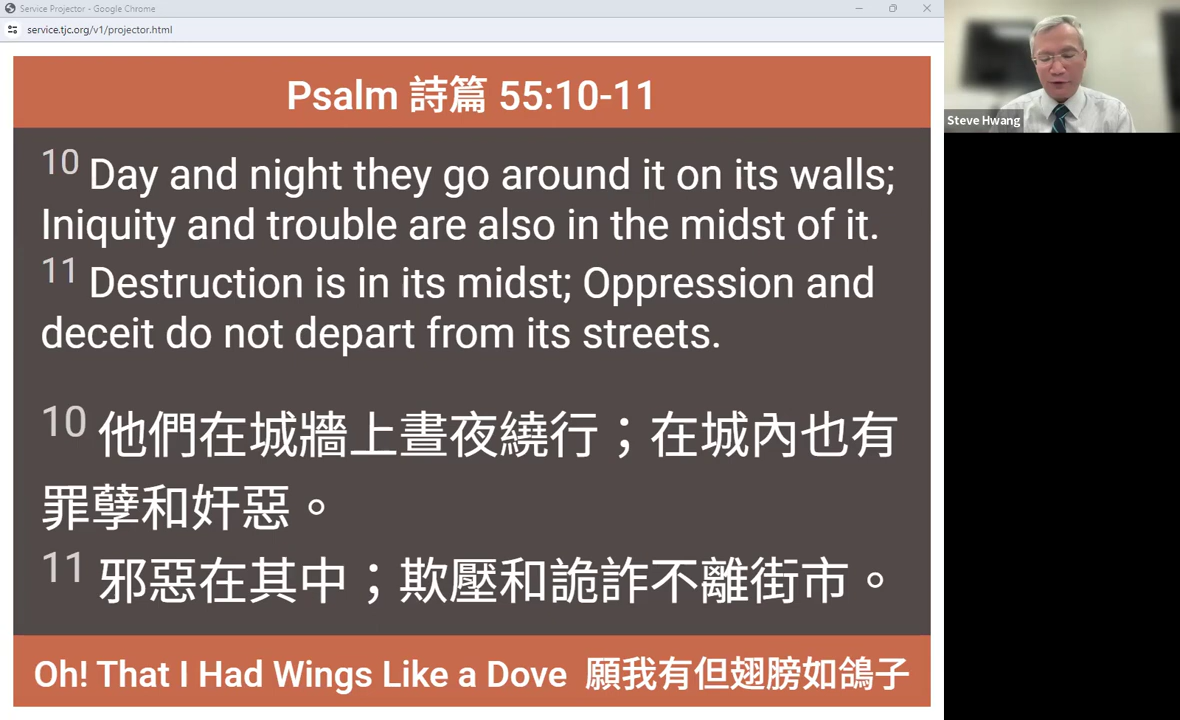 Service Projector - Google Chrome
service.tjc.org/v1/projector.html
Psalm 詩篇 55:10-11
10 Day and night they go around it on its walls;
Iniquity and trouble are also in the midst of it.
11 Destruction is in its midst; Oppression and
deceit do not depart from its streets.
10 他們在城牆上晝夜繞行；在城內也有
罪孽和奸惡。
11 邪惡在其中；欺壓和詭詐不離街市。
Oh! That I Had Wings Like a Dove 願我有但翅膀如鴿子
Steve Hwang